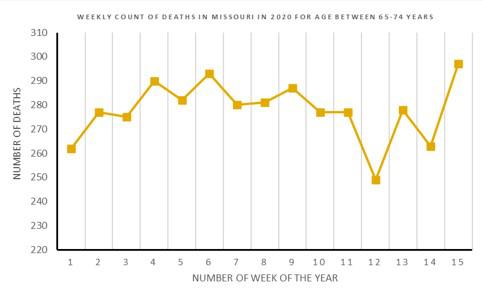 WEEKLY COUNT OF DEATHS IN MISSOURI IN 2020 FOR AGE BETWEEN 65-74 YEARS
310
300
290
280
270
260
250
240
230
220
NUMBER OF DEATHS
1 2 3 4 5 6 7 8 9 10 11 12 13 14 15
NUMBER OF WEEK OF THE YEAR